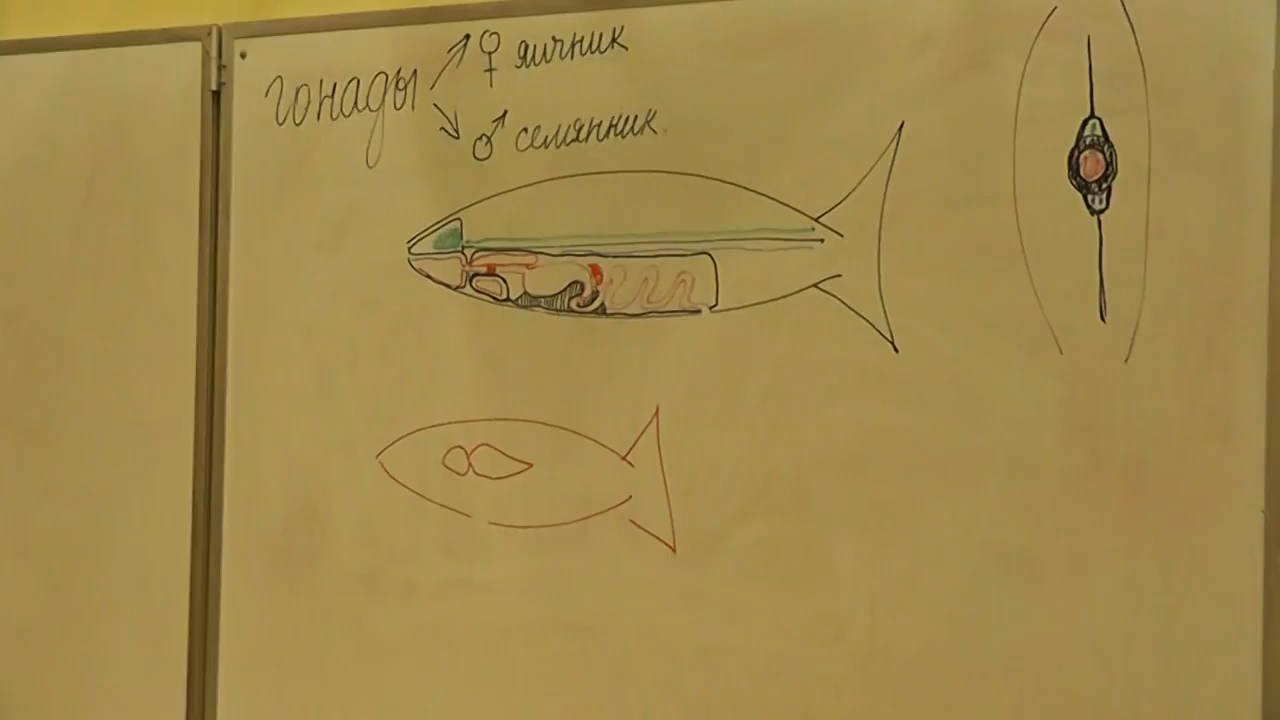 гонады
♀ яичник
♂ семянник.